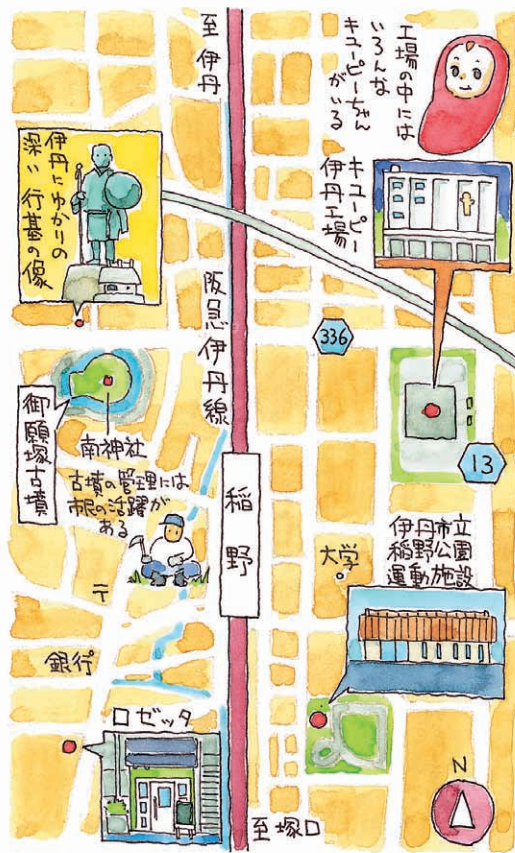 至伊丹
工場の中には
いろんな
キューピーちゃん
がいる
キューピー
伊丹工場
伊丹にゆかりの
深い行基の像
阪急伊丹線
336
13
御願塚古墳
南神社
古墳の管理には
市民の活躍が
ある
稲野
〒
大学
伊丹市立
稲野公園
運動施設
銀行
ロゼッタ
至塚口
N